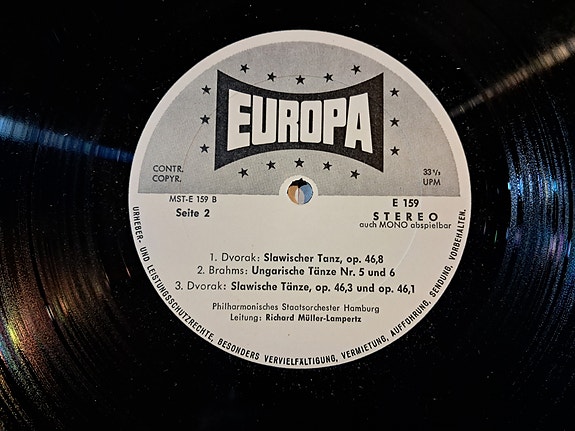 EUROPA
CONTR.
COPYR.
33 1/3
UPM
MST-E 159 B
E 159
Seite 2
STEREO
auch MONO abspielbar
1. Dvorak: Slawischer Tanz, op. 46,8
2. Brahms: Ungarische Tänze Nr. 5 und 6
3. Dvorak: Slawische Tänze, op. 46,3 und op. 46,1
Philharmonisches Staatsorchester Hamburg
Leitung: Richard Müller-Lampertz
URHEBER- UND LEISTUNGSSCHUTZRECHTE, BESONDERS VERVIELFÄLTIGUNG, VERMIETUNG, AUFFÜHRUNG, SENDUNG, VORBEHALTEN.